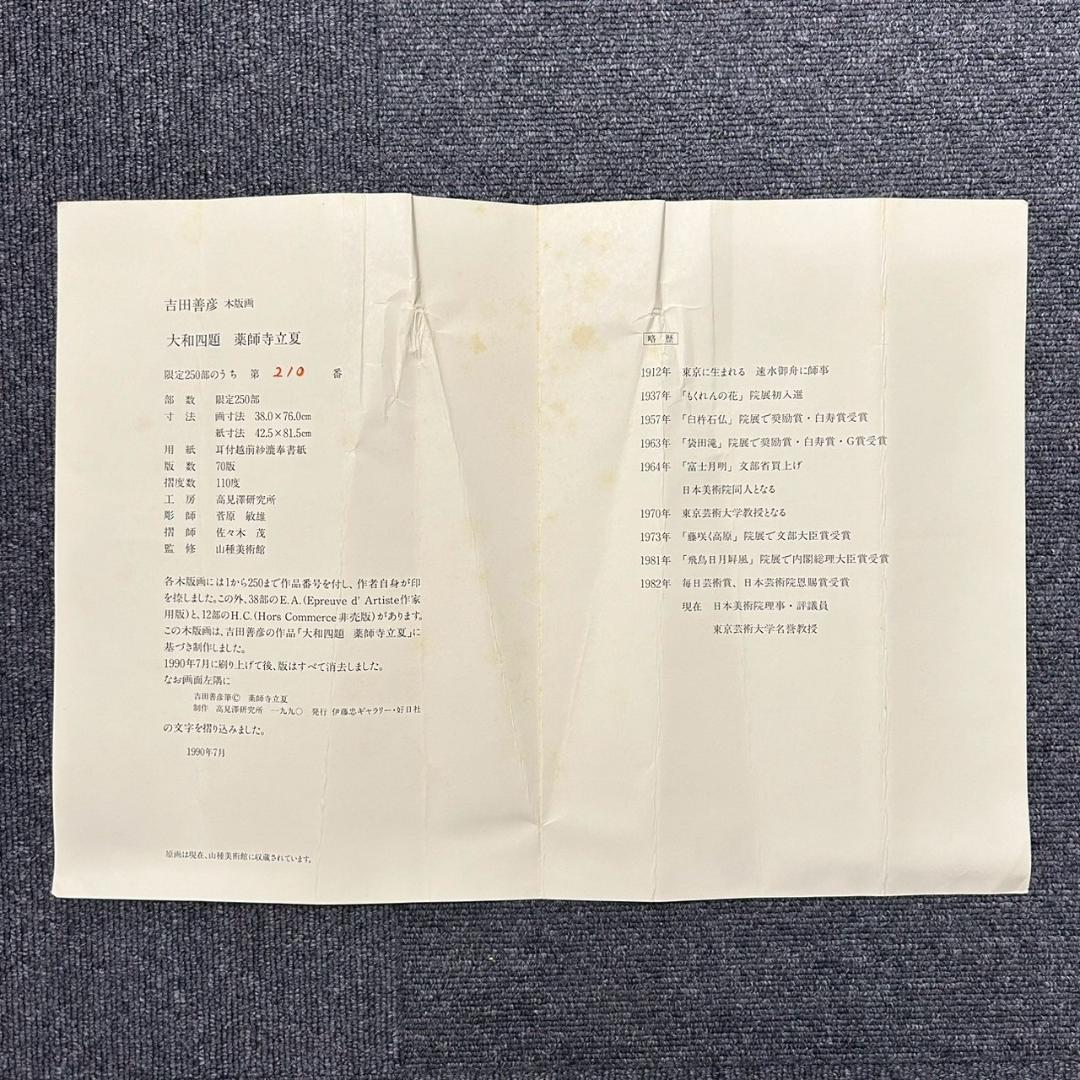 吉田善彦 木版画
大和四題 薬師寺立夏
限定250部のうち 第 210 番
部 数 限定250部
寸 法 画寸法 38.0×76.0cm
紙寸法 42.5×81.5cm
用 紙 耳付越前紗漉奉書紙
版 数 70版
摺度数 110度
工 房 高見澤研究所
彫 師 菅原 敏雄
摺 師 佐々木 茂
監 修 山種美術館
各木版画には1から250まで作品番号を付し、作者自身が印
を捺しました。この外、38部のE.A.(Epreuve d' Artiste作家
用版)と、12部のH.C.(Hors Commerce非売版)があります。
この木版画は、吉田善彦の作品「大和四題 薬師寺立夏」に
基づき制作しました。
1990年7月に刷り上げて後、版はすべて消去しました。
なお画面左隅に
吉田善彦筆© 薬師寺立夏
制作 高見澤研究所 一九九〇 発行 伊藤忠ギャラリー・好日社
の文字を摺り込みました。
1990年7月
原画は現在、山種美術館に収蔵されています。
略 歴
1912年 東京に生まれる 速水御舟に師事
1937年 「もくれんの花」院展初入選
1957年 「臼杵石仏」院展で奨励賞・白寿賞受賞
1963年 「袋田滝」院展で奨励賞・白寿賞・G賞受賞
1964年 「富士月明」文部省買上げ
日本美術院同人となる
1970年 東京芸術大学教授となる
1973年 「藤咲く高原」院展で文部大臣賞受賞
1981年 「飛鳥日月屏風」院展で内閣総理大臣賞受賞
1982年 毎日芸術賞、日本芸術院恩賜賞受賞
現在 日本美術院理事・評議員
東京芸術大学名誉教授